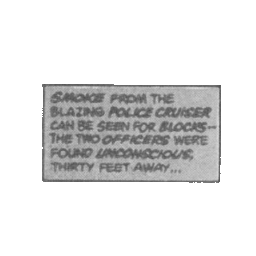 SMOKE FROM THE
BLAZING POLICE CRUISER
CAN BE SEEN FOR BLOCKS--
THE TWO OFFICERS WERE
FOUND UNCONSCIOUS,
THIRTY FEET AWAY...